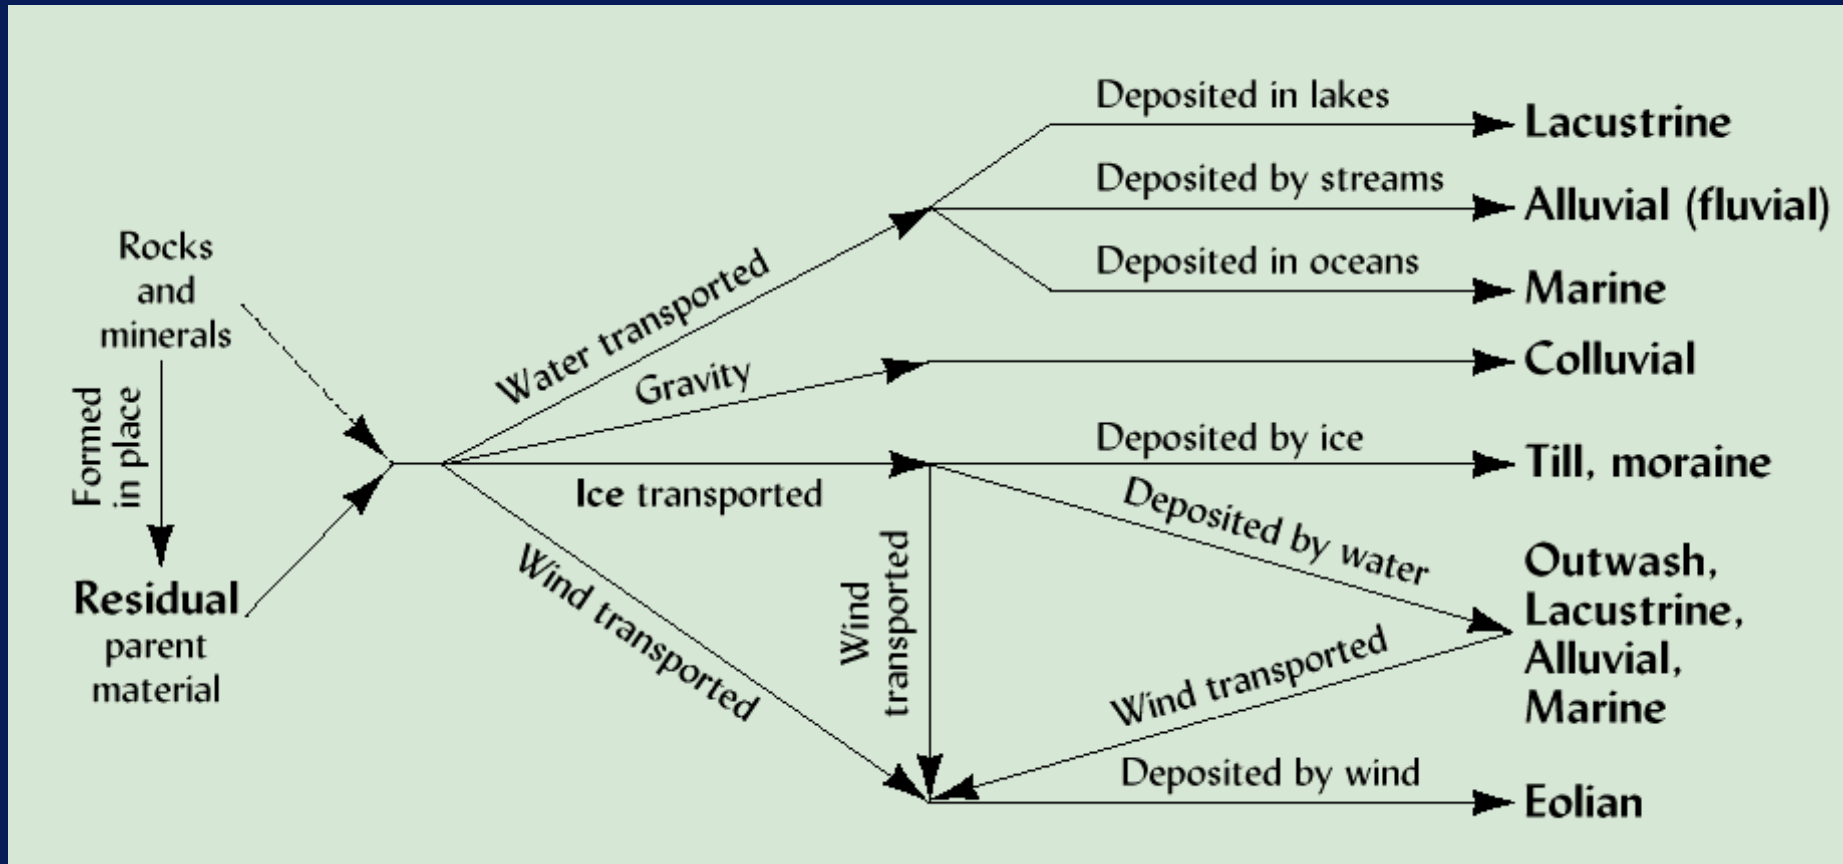 Deposited in lakes
Lacustrine
Deposited by streams
Alluvial (fluvial)
Deposited in oceans
Marine
Rocks
and
minerals
Water transported
Gravity
Colluvial
Formed
in place
Deposited by ice
Till, moraine
Ice transported
Deposited by water
Wind transported
Wind
transported
Outwash,
Lacustrine,
Alluvial,
Marine
Residual
parent
material
Wind transported
Deposited by wind
Eolian